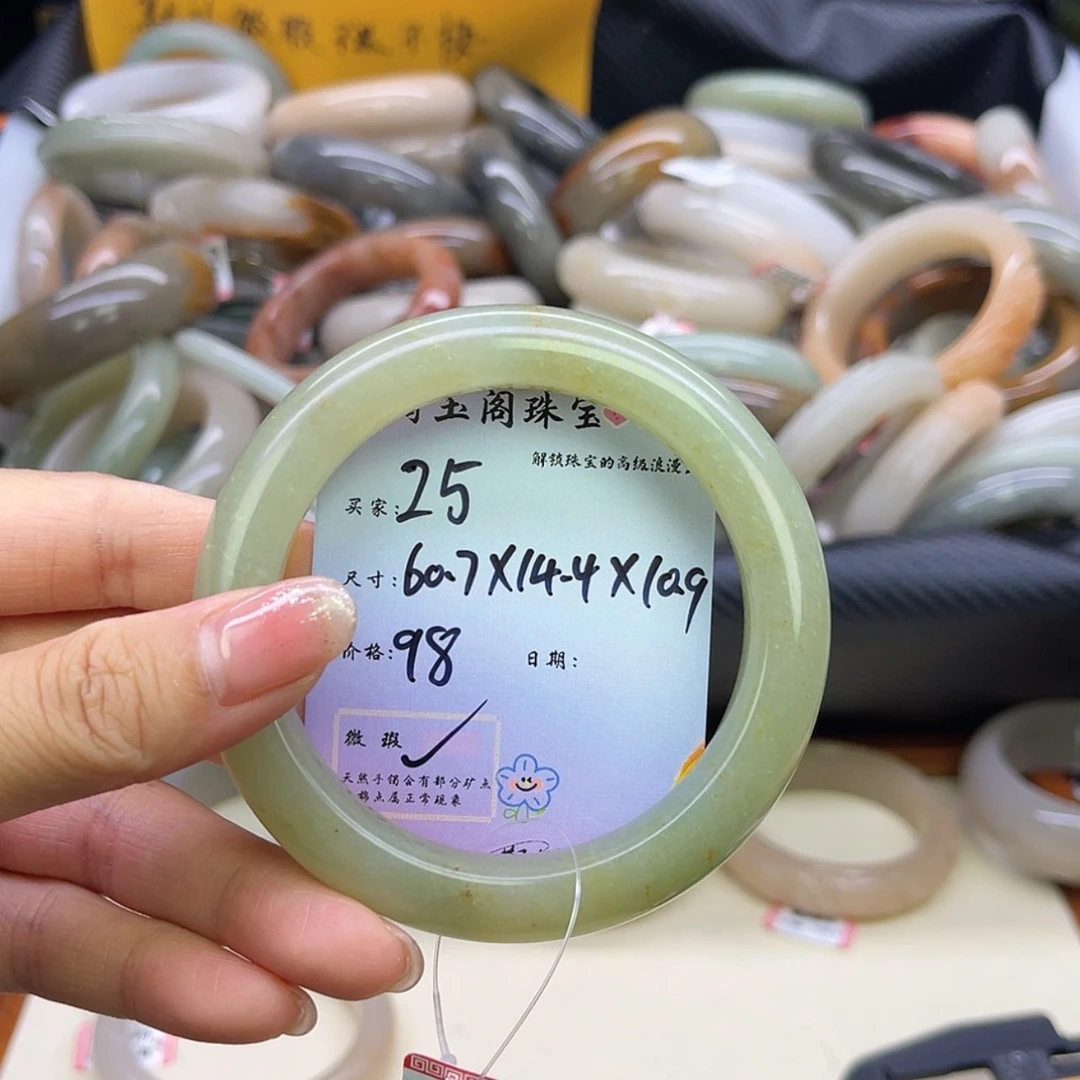 玉阁珠宝
解锁珠宝的高级浪漫
买家:25
尺寸:60.7X14.4X10.9
价格:98
日期:
微瑕✓
天然手镯会有部分矿点
棉点属正常现象